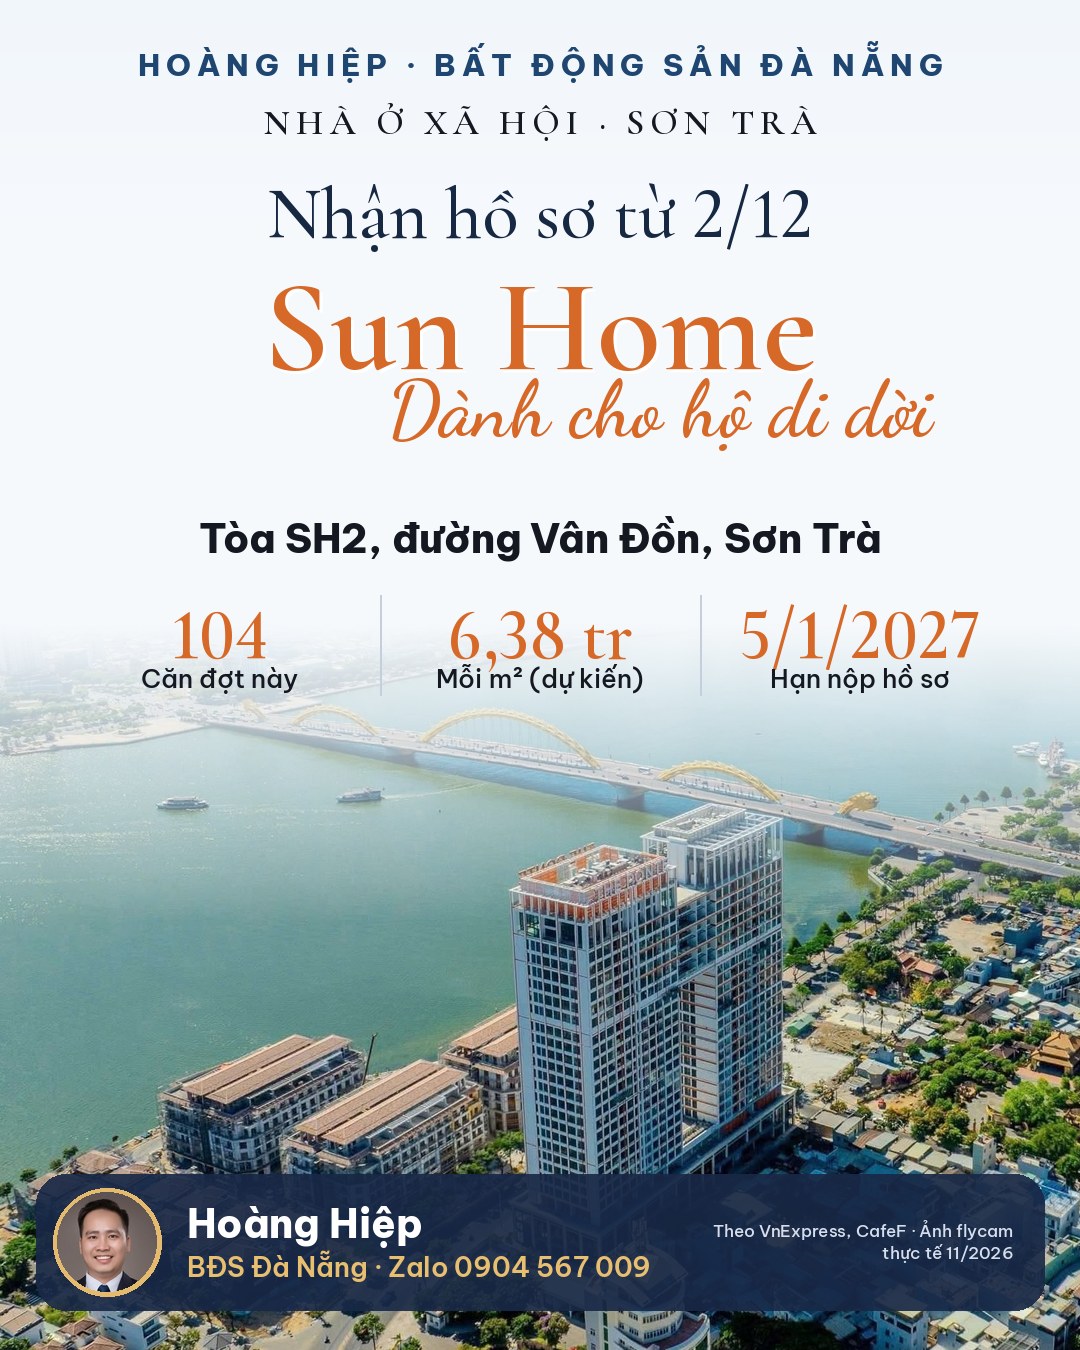 HOÀNG HIỆP · BẤT ĐỘNG SẢN ĐÀ NẴNG
NHÀ Ở XÃ HỘI · SƠN TRÀ
Nhận hồ sơ từ 2/12
Sun Home
Dành cho hộ di dời
Tòa SH2, đường Vân Đồn, Sơn Trà
104
Căn đợt này
6,38 tr
Mỗi m² (dự kiến)
5/1/2027
Hạn nộp hồ sơ
Hoàng Hiệp
BĐS Đà Nẵng · Zalo 0904 567 009
Theo VnExpress, CafeF · Ảnh flycam
thực tế 11/2026